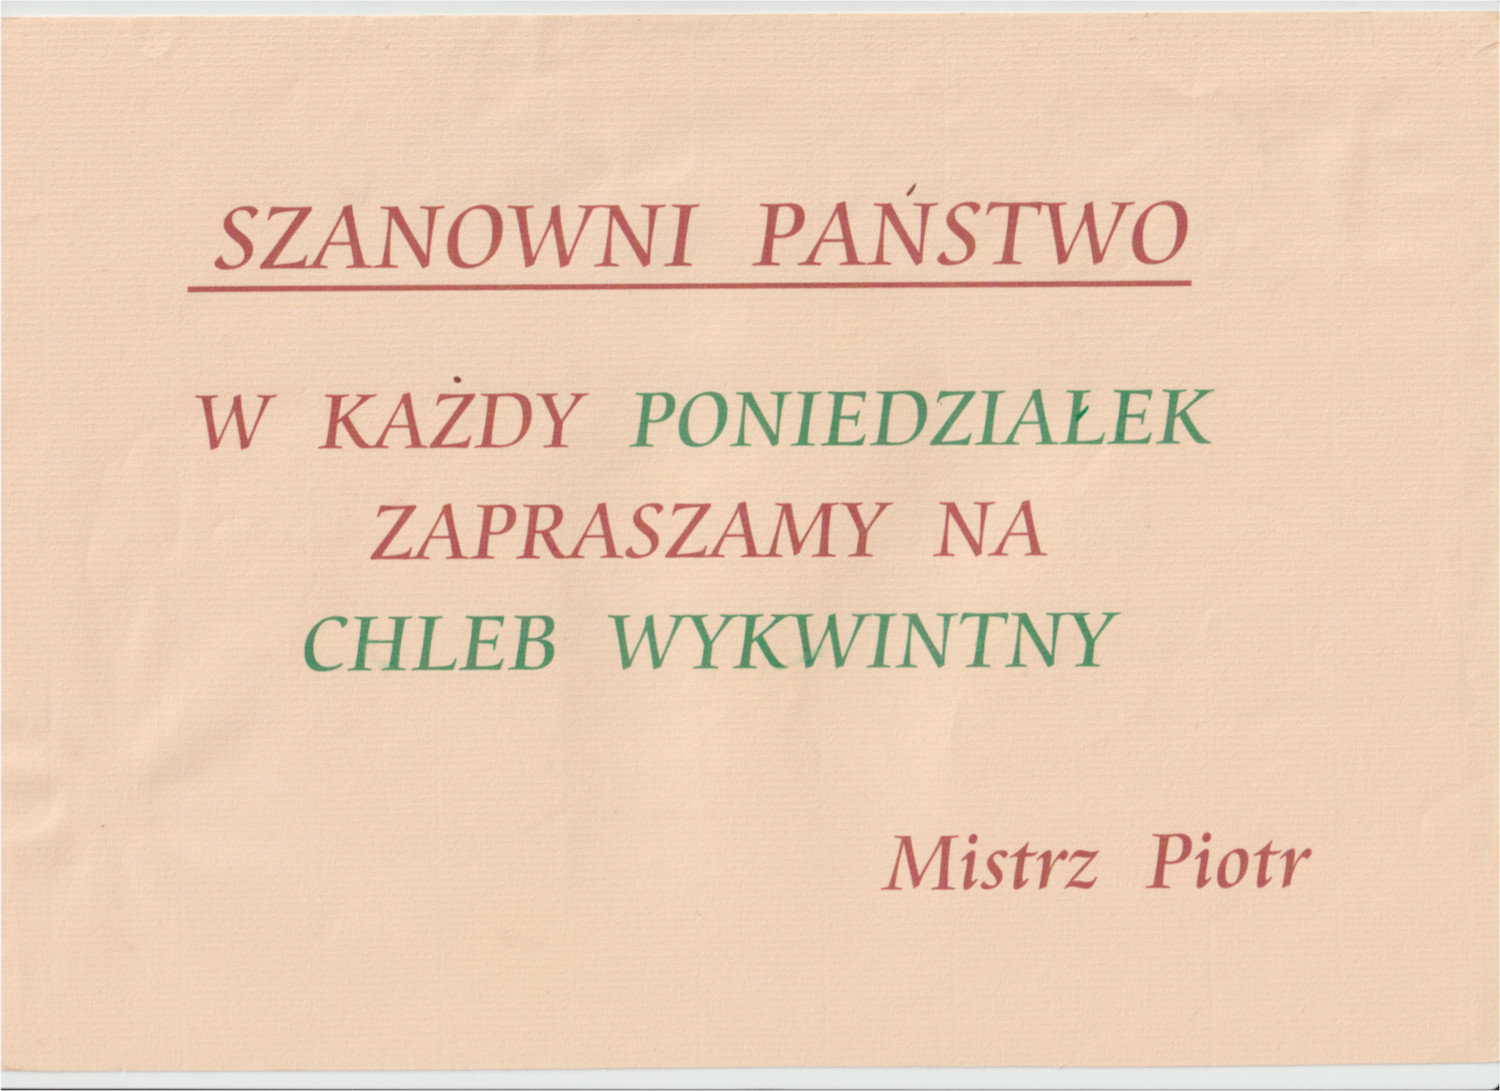 SZANOWNI PAŃSTWO
W KAŻDY PONIEDZIAŁEK
ZAPRASZAMY NA
CHLEB WYKWINTNY
Mistrz Piotr